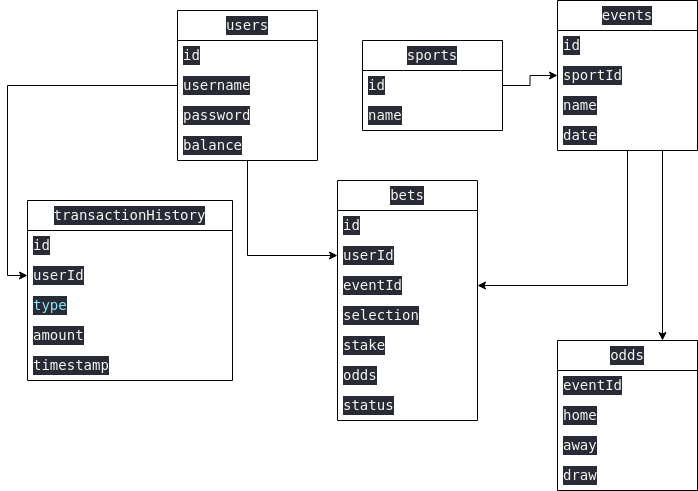 users
id
username
password
balance
sports
id
name
events
id
sportId
name
date
transactionHistory
id
userId
type
amount
timestamp
bets
id
userId
eventId
selection
stake
odds
status
odds
eventId
home
away
draw